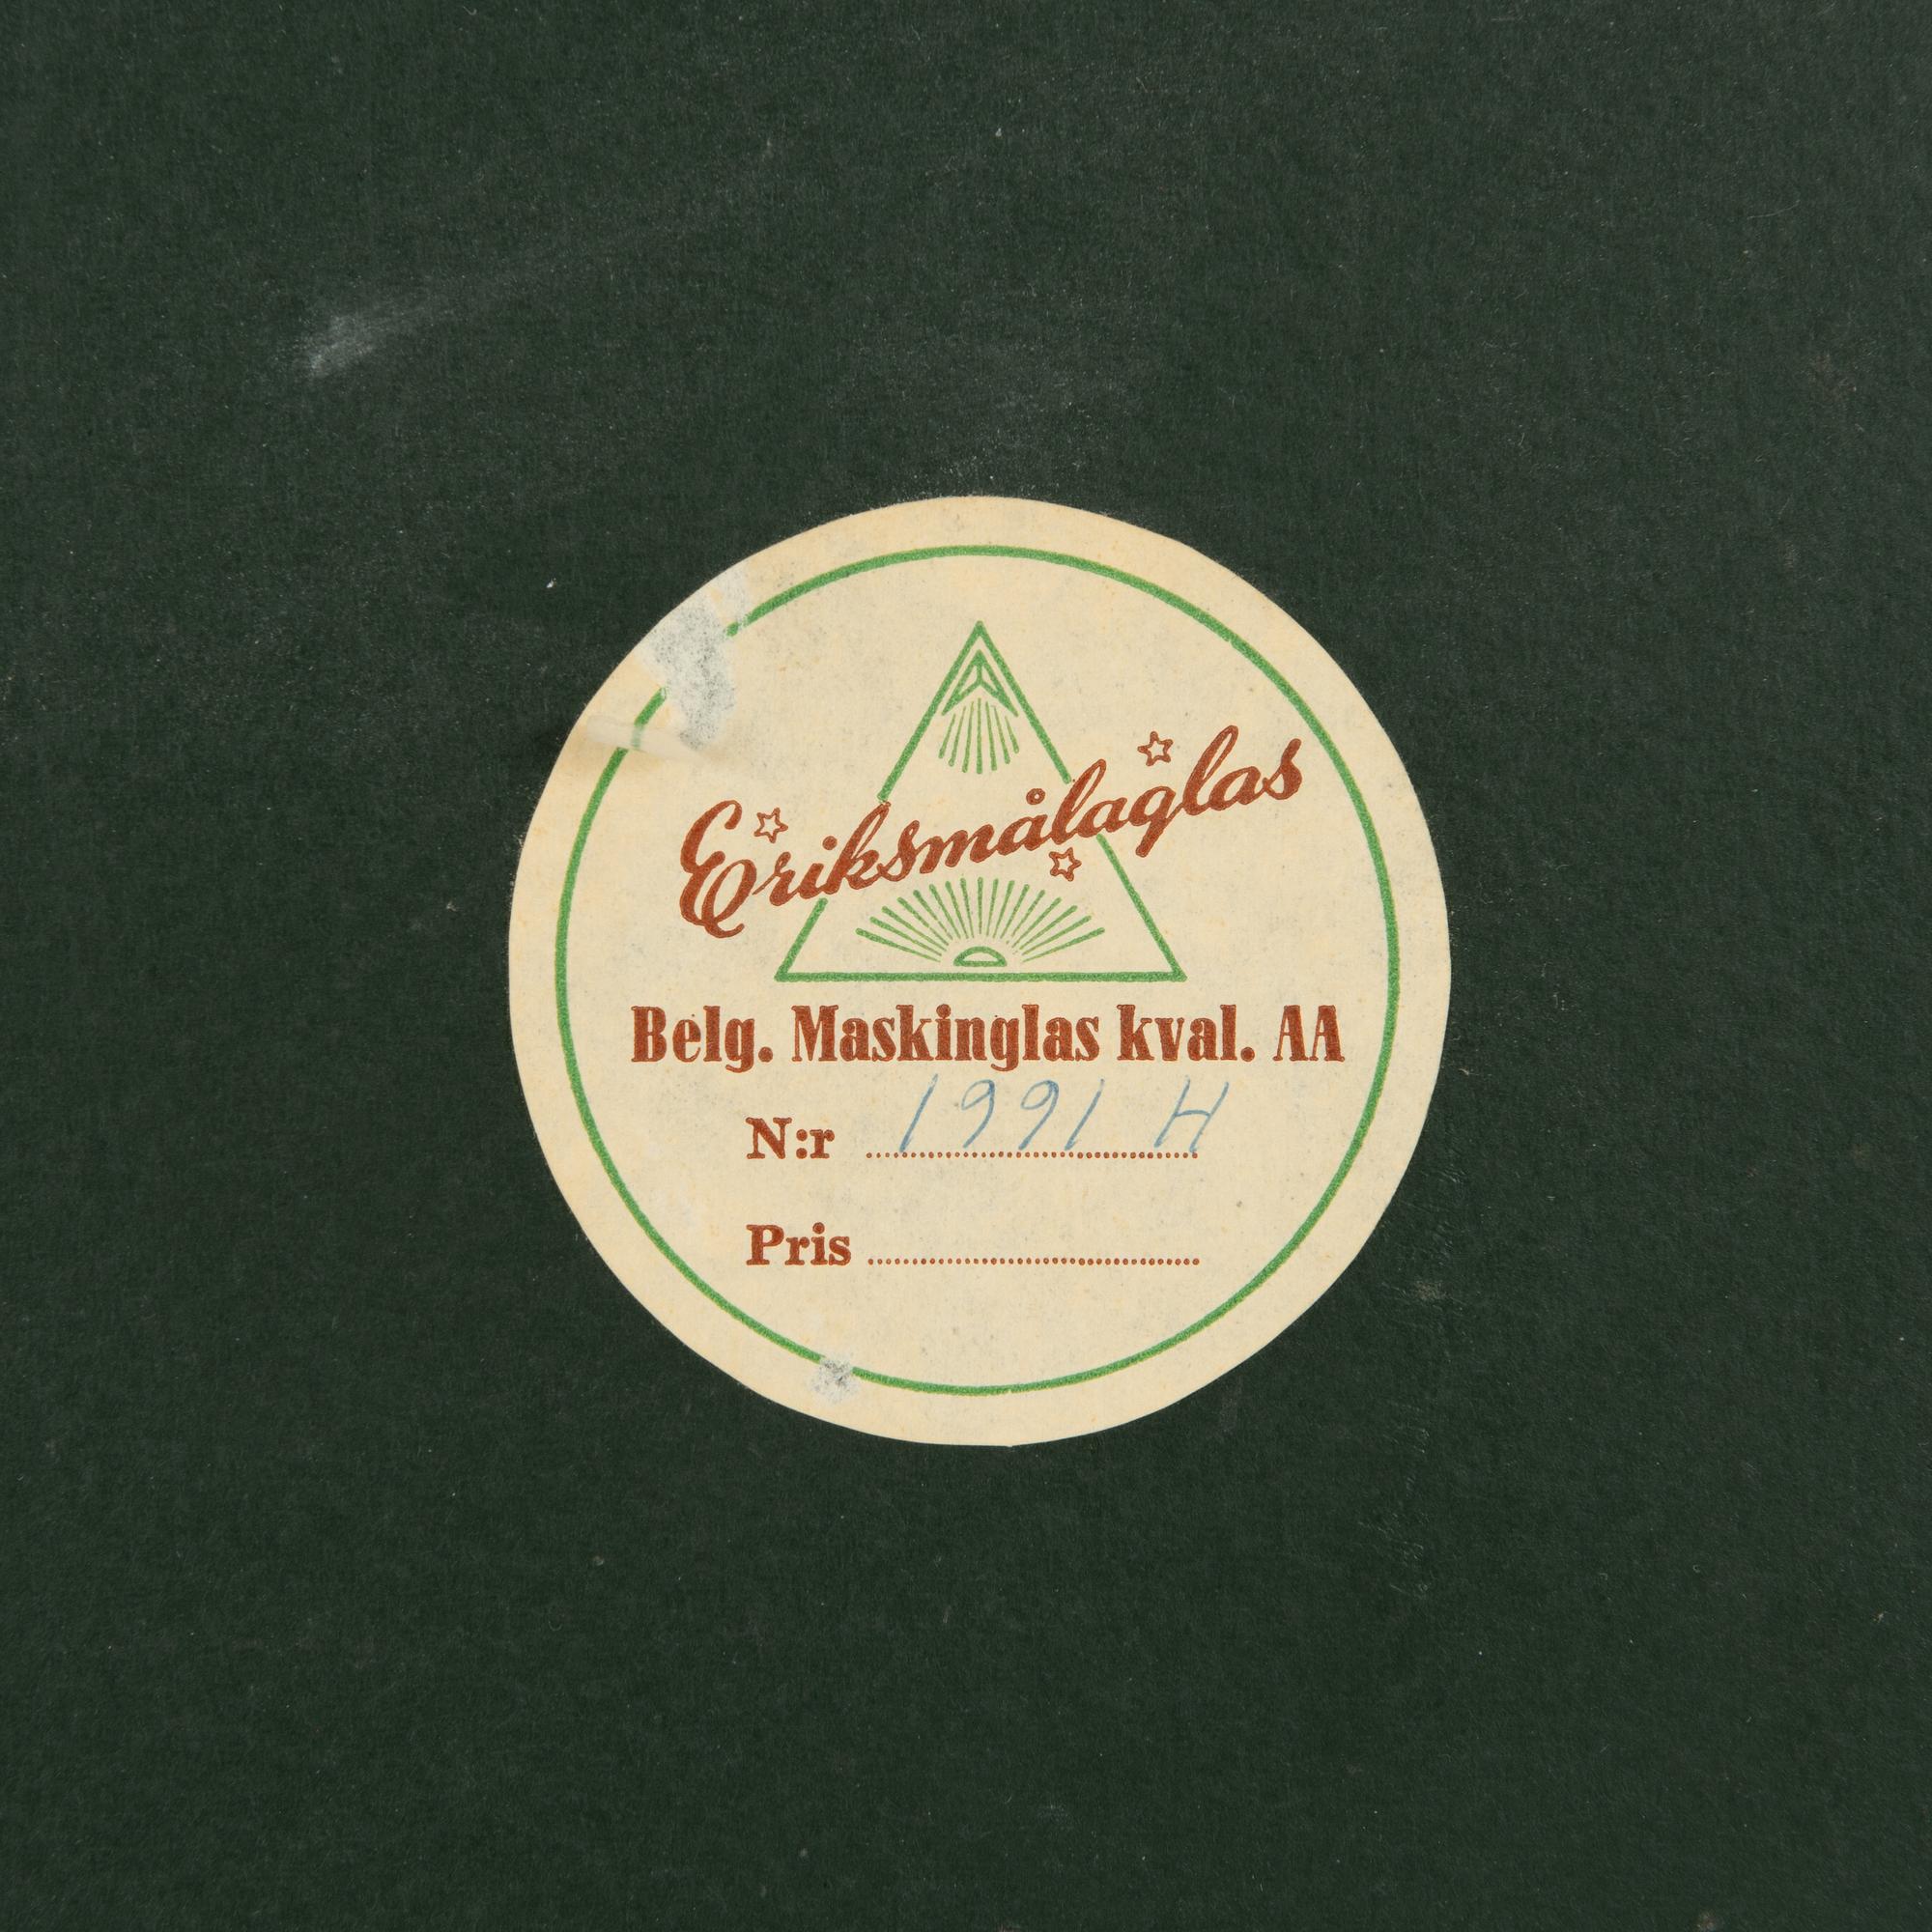 Eriksmålaglas
Belg. Maskinglas kval. AA
N:r 1991 H
Pris